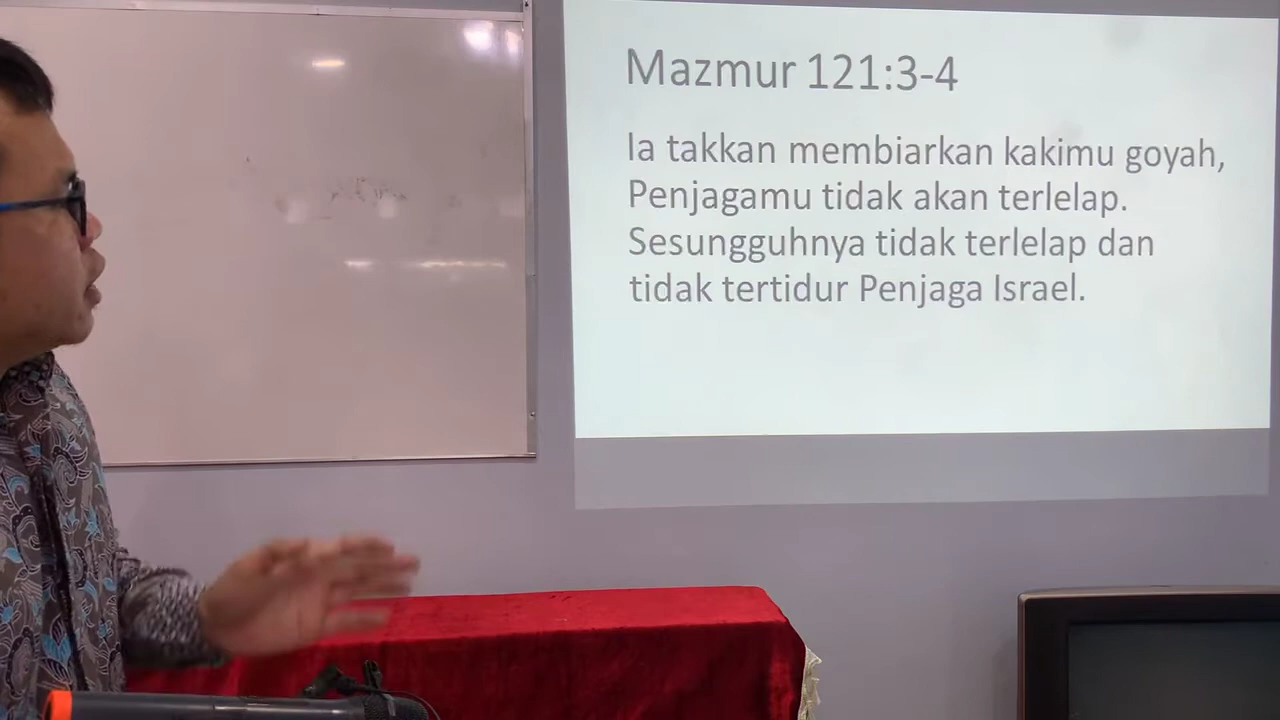 Mazmur 121:3-4
Ia takkan membiarkan kakimu goyah,
Penjagamu tidak akan terlelap.
Sesungguhnya tidak terlelap dan
tidak tertidur Penjaga Israel.